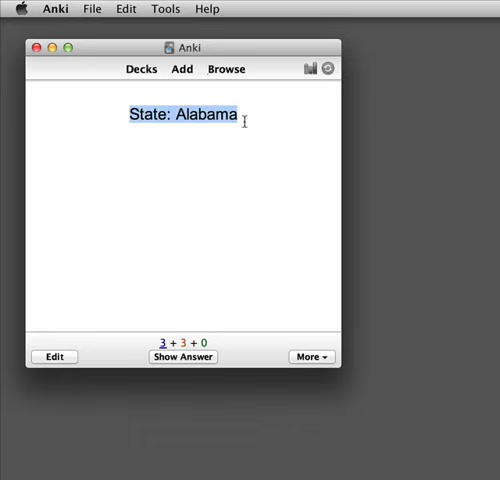 Anki File Edit Tools Help
Anki
Decks Add Browse
State: Alabama
3 + 3 + 0
Edit Show Answer More